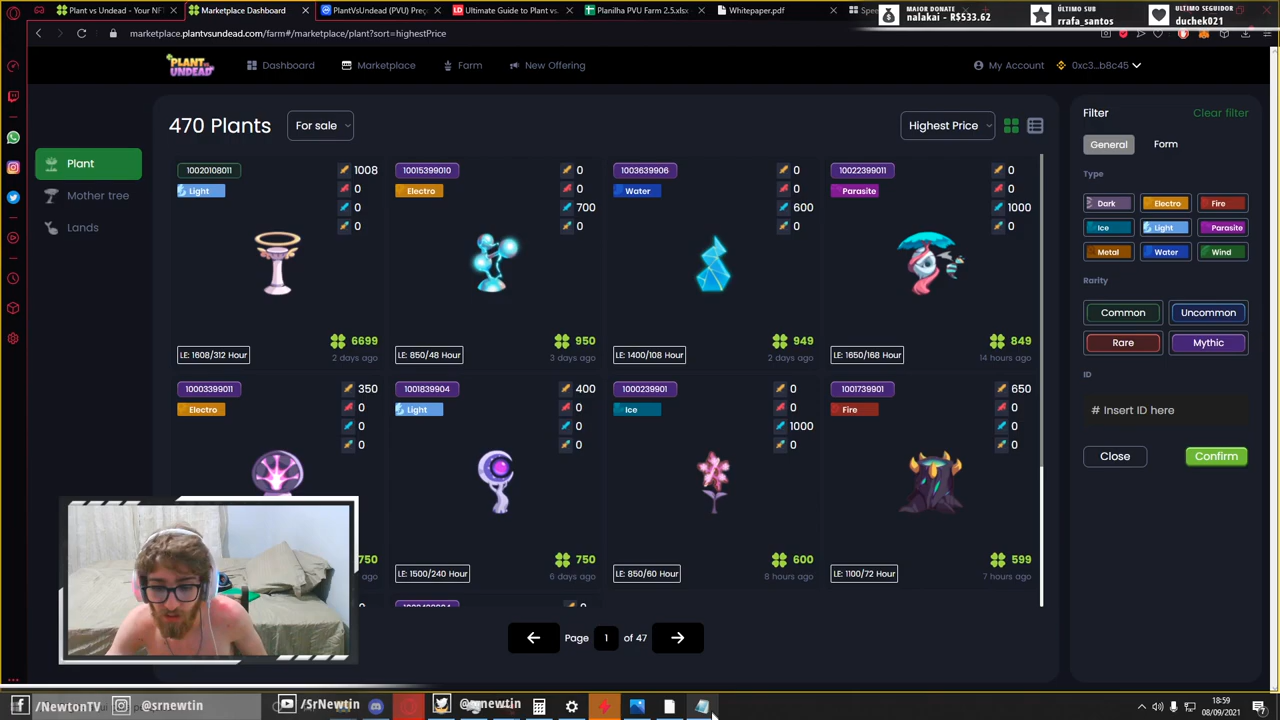 Plant vs Undead - Your NFT
Marketplace Dashboard
PlantVsUndead (PVU) Preç
Ultimate Guide to Plant vs.
Planilha PVU Farm 2.5.xlsx
Whitepaper.pdf
MAIOR DONATE
nalakai - R$533.62
ÚLTIMO SUB
rrafa_santos
ÚLTIMO SEGUIDOR
duchek021
marketplace.plantvsundead.com/farm#/marketplace/plant?sort=highestPrice
PLANT UNDEAD
Dashboard
Marketplace
Farm
New Offering
My Account
0xc3...b8c45
Plant
Mother tree
Lands
470 Plants
For sale
Highest Price
10020108011
1008
Light
0
0
0
6699
LE: 1608/312 Hour
2 days ago
10015399010
0
Electro
0
700
0
950
LE: 850/48 Hour
3 days ago
1003639906
0
Water
0
600
0
949
LE: 1400/108 Hour
2 days ago
10022399011
0
Parasite
0
1000
0
849
LE: 1650/168 Hour
14 hours ago
10003399011
350
Electro
0
0
0
750
ago
1001839904
400
Light
0
0
0
750
LE: 1500/240 Hour
6 days ago
1000239901
0
Ice
0
1000
0
600
LE: 850/60 Hour
8 hours ago
1001739901
650
Fire
0
0
0
599
LE: 1100/72 Hour
7 hours ago
Page 1 of 47
Filter
Clear filter
General
Form
Type
Dark
Electro
Fire
Ice
Light
Parasite
Metal
Water
Wind
Rarity
Common
Uncommon
Rare
Mythic
ID
# Insert ID here
Close
Confirm
/NewtonTV
@srnewtin
/SrNewtin
@srnewtin
18:59
08/09/2021